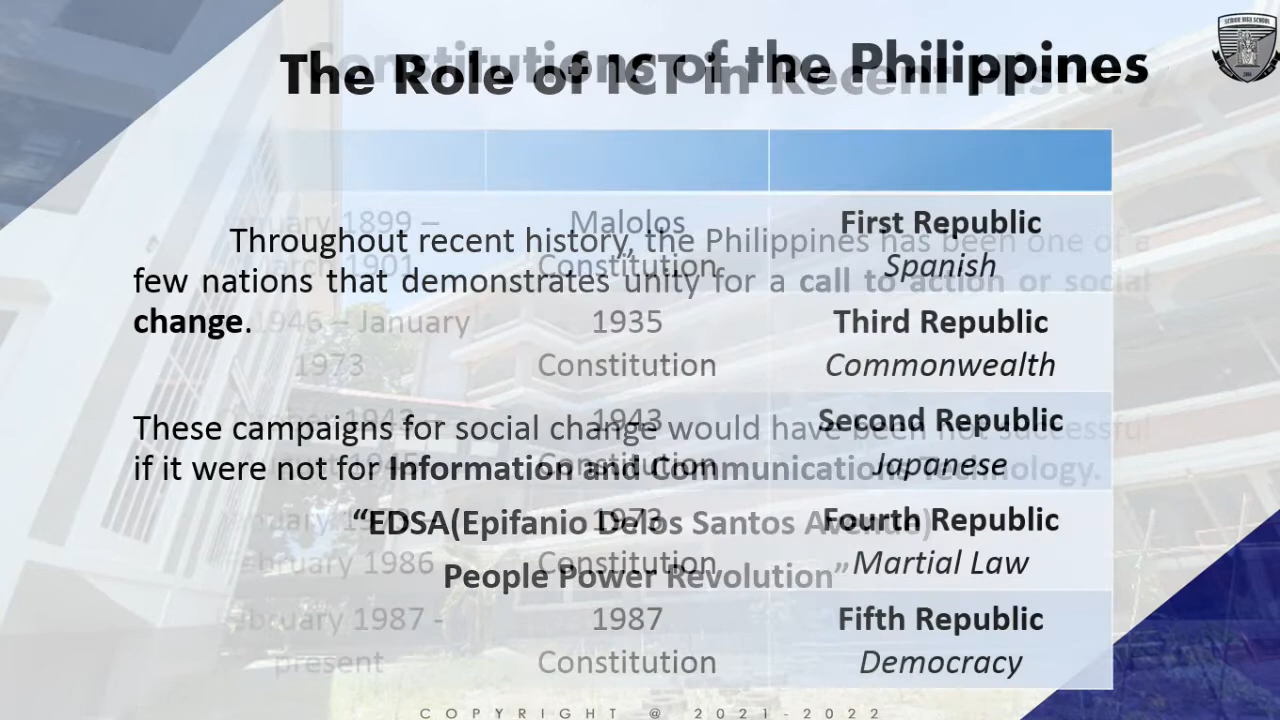 The Role of ICT in Recent
Constitutions of the Philippines
Throughout recent history, the Philippines has been one of a
few nations that demonstrates unity for a call to action or social
change.
These campaigns for social change would have been not successful
if it were not for Information and Communication Technology.
“EDSA(Epifanio Delos Santos Avenue)
People Power Revolution”
January 1899 –
1901
Malolos
Constitution
First Republic
Spanish
1946 – January
1973
1935
Constitution
Third Republic
Commonwealth
1943
Constitution
Second Republic
Japanese
February 1986
1973
Constitution
Fourth Republic
Martial Law
February 1987 -
present
1987
Constitution
Fifth Republic
Democracy
SENIOR HIGH SCHOOL
COPYRIGHT @ 2021-2022